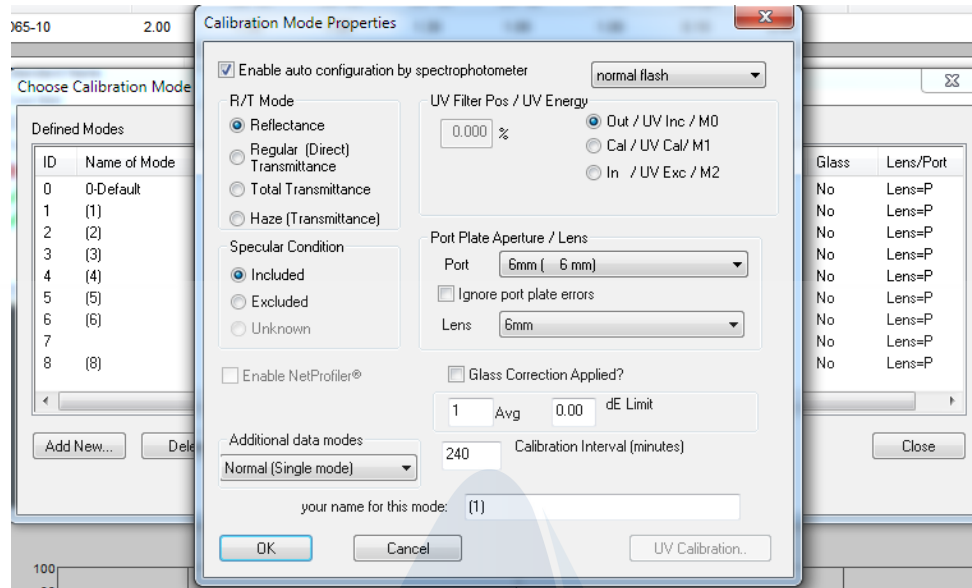 065-10 2.00
Calibration Mode Properties
Enable auto configuration by spectrophotometer
normal flash
Choose Calibration Mode
R/T Mode
Reflectance
Regular (Direct)
Transmittance
Total Transmittance
Haze (Transmittance)
UV Filter Pos / UV Energy
0.000 %
Out / UV Inc / M0
Cal / UV Cal/ M1
In / UV Exc / M2
Defined Modes
ID Name of Mode Glass Lens/Port
0 0-Default No Lens=P
1 (1) No Lens=P
2 (2) No Lens=P
3 (3) No Lens=P
4 (4) No Lens=P
5 (5) No Lens=P
6 (6) No Lens=P
7 No Lens=P
8 (8) No Lens=P
Specular Condition
Included
Excluded
Unknown
Port Plate Aperture / Lens
Port 6mm ( 6 mm)
Ignore port plate errors
Lens 6mm
Enable NetProfiler®
Glass Correction Applied?
1 Avg 0.00 dE Limit
Add New...
Additional data modes
Normal (Single mode)
240 Calibration Interval (minutes)
Close
your name for this mode: (1)
OK Cancel UV Calibration..
100